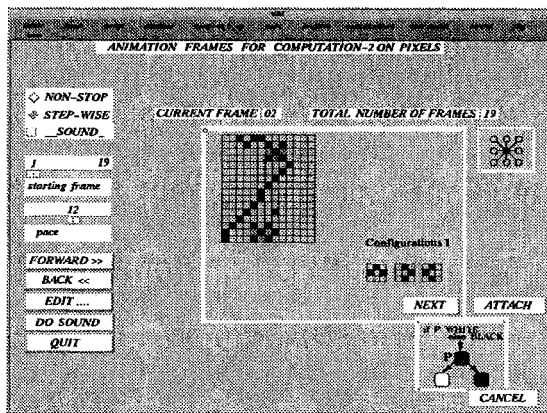 ANIMATION FRAMES FOR COMPUTATION-2 ON PIXELS
NON-STOP
STEP-WISE
__SOUND_
CURRENT FRAME : 02
TOTAL NUMBER OF FRAMES : 19
1 19
starting frame
12
pace
Configurations 1
FORWARD >>
BACK <<
EDIT ....
DO SOUND
QUIT
NEXT
ATTACH
if P WHITE
BLACK
P
CANCEL